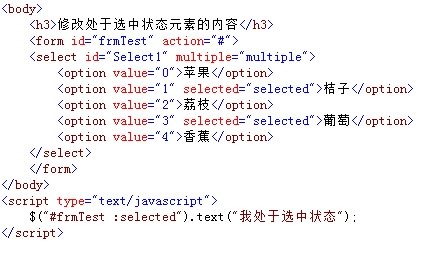 <body>
<h3>修改处于选中状态元素的内容</h3>
<form id="frmTest" action="#">
<select id="Select1" multiple="multiple">
<option value="0">苹果</option>
<option value="1" selected="selected">桔子</option>
<option value="2">荔枝</option>
<option value="3" selected="selected">葡萄</option>
<option value="4">香蕉</option>
</select>
</form>
</body>
<script type="text/javascript">
$("#frmTest :selected").text("我处于选中状态");
</script>